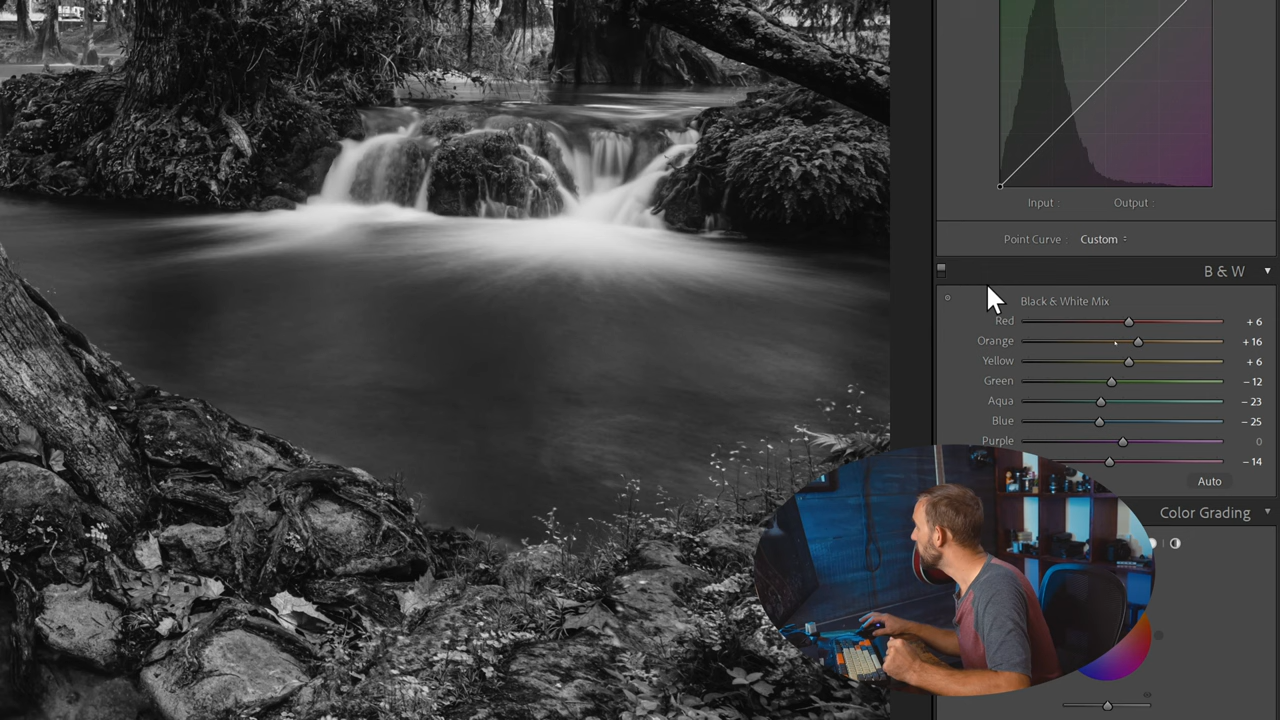 Input :
Output :
Point Curve : Custom
B & W
Black & White Mix
Red + 6
Orange + 16
Yellow + 6
Green − 12
Aqua − 23
Blue − 25
Purple 0
− 14
Auto
Color Grading